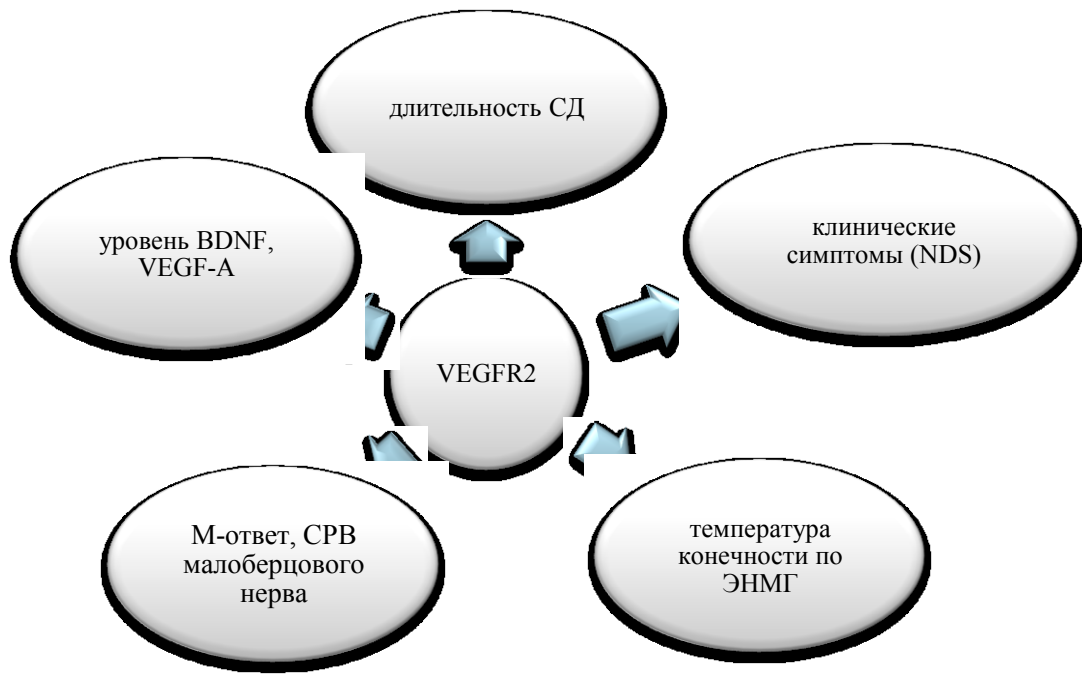 длительность СД
уровень BDNF,
VEGF-A
клинические
симптомы (NDS)
VEGFR2
М-ответ, СРВ
малоберцового
нерва
температура
конечности по
ЭНМГ